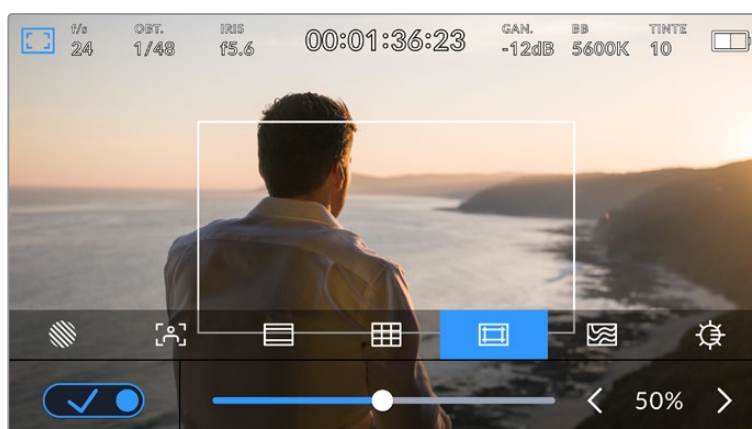 f/s OBT. IRIS 00:01:36:23 GAN. BB TINTE
24 1/48 f5.6 -12dB 5600K 10
50%